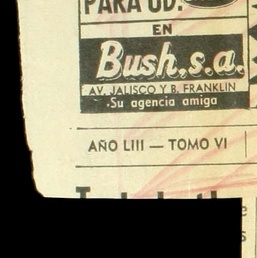 PARA UD.
EN
Bush, s.a.
AV. JALISCO Y B. FRANKLIN
Su agencia amiga
AÑO LIII — TOMO VI